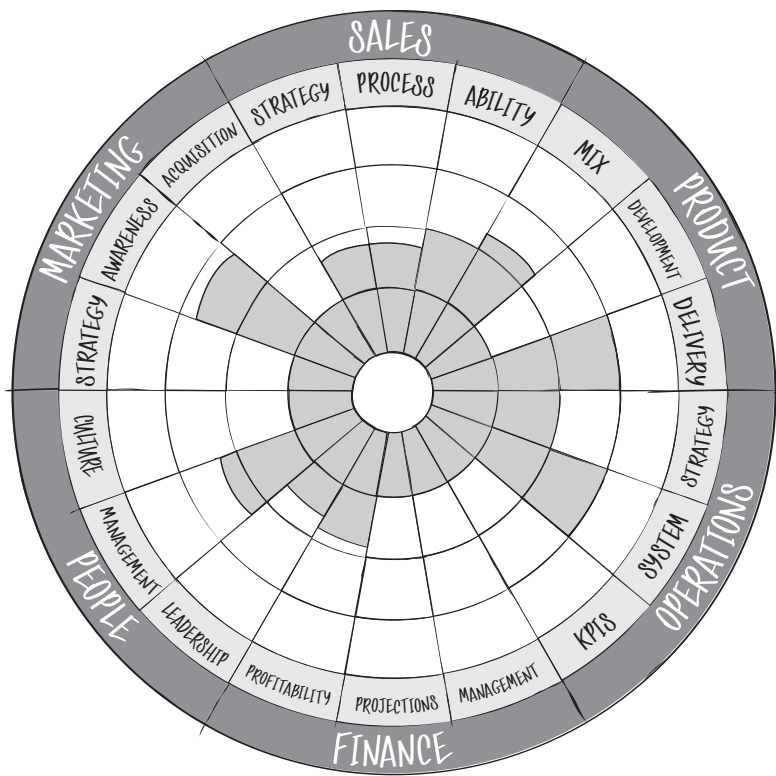 SALES
STRATEGY
PROCESS
ABILITY
PRODUCT
MIX
DEVELOPMENT
DELIVERY
OPERATIONS
STRATEGY
SYSTEM
KPIS
FINANCE
MANAGEMENT
PROJECTIONS
PROFITABILITY
PEOPLE
LEADERSHIP
MANAGEMENT
CULTURE
MARKETING
STRATEGY
AWARENESS
ACQUISITION